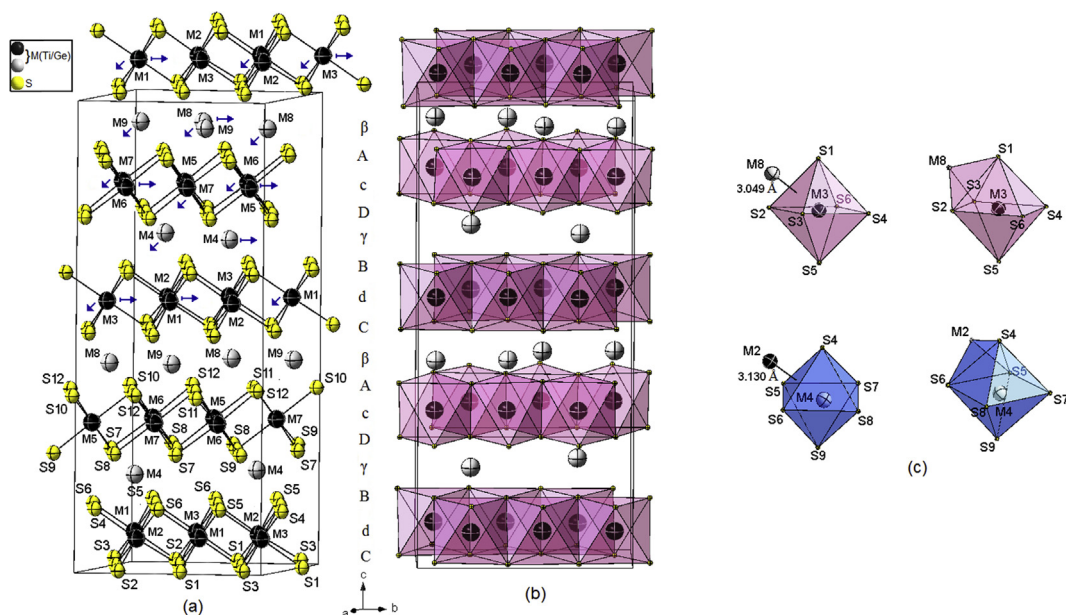 }M(Ti/Ge)
S
M2 M1
M1 M3 M2 M3
M9 M8 M9 M8
M7 M5 M6
M6 M7 M5
M4 M4
M2 M3 M1
M3 M1 M2
M8 M9 M8 M9
S12 S10 S12 S11 S10
S10 S12 S11 S12
M6 M5
M5 S7 M7 S8 M6 S8 M7 S9
S9 S8 S7 S9 S7
M4 M4
S6 S5 S6 S6 S5
S4 M1 M3 S5 M2 S4
M2 M1 M3
S3 S2 S1 S3
S2 S1 S3 S1
(a)
β
A
c
D
γ
B
d
C
β
A
c
D
γ
B
d
C
c
a b
(b)
M8 S1
3.049 Å
M3 S6
S2 S3 S4
S5
M8 S1
S3 M3
S2 S6 S4
S5
M2 S4
3.130 Å
S5 M4 S7
S6 S8
S9
M2 S4
S6 S5
S8 M4 S7
S9
(c)